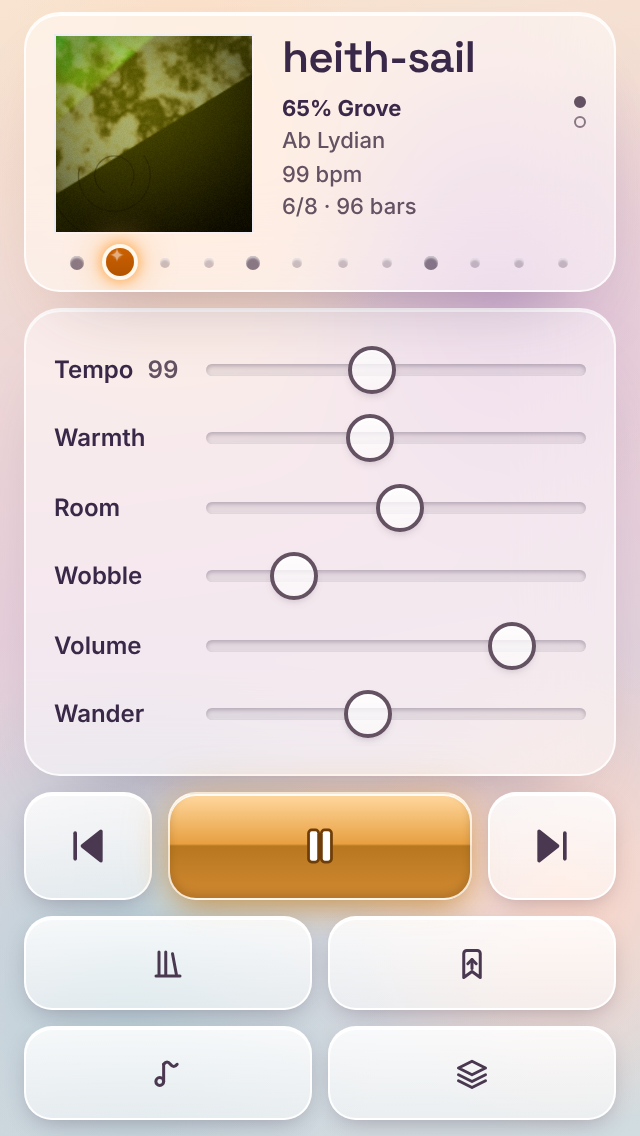 heith-sail
65% Grove
Ab Lydian
99 bpm
6/8 · 96 bars
Tempo 99
Warmth
Room
Wobble
Volume
Wander